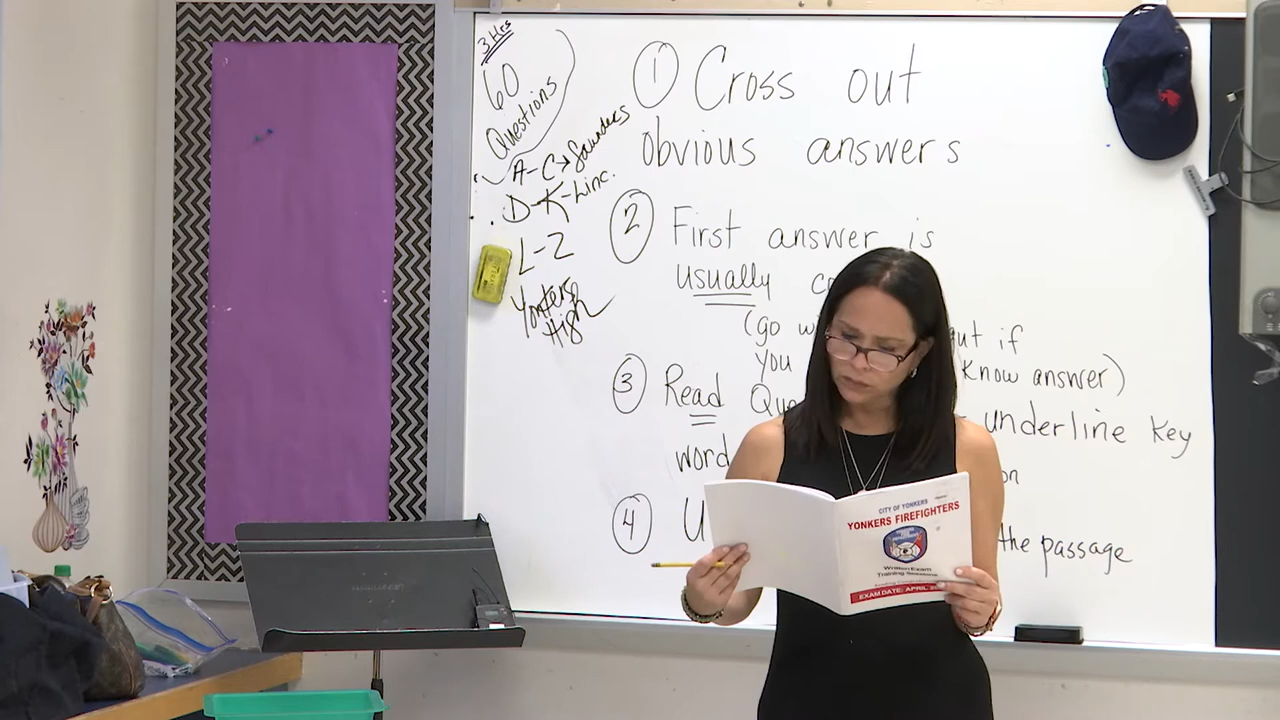 3 Hrs
60
Questions
A-C→Saunders
D-K-Linc.
L-Z
Yonkers
High
1 Cross out
obvious answers
2 First answer is
usually
(go gut if
you know answer)
3 Read underline key
word
4
the passage
CITY OF YONKERS
YONKERS FIREFIGHTERS
Written Exam
Training Sessions
EXAM DATE: APRIL